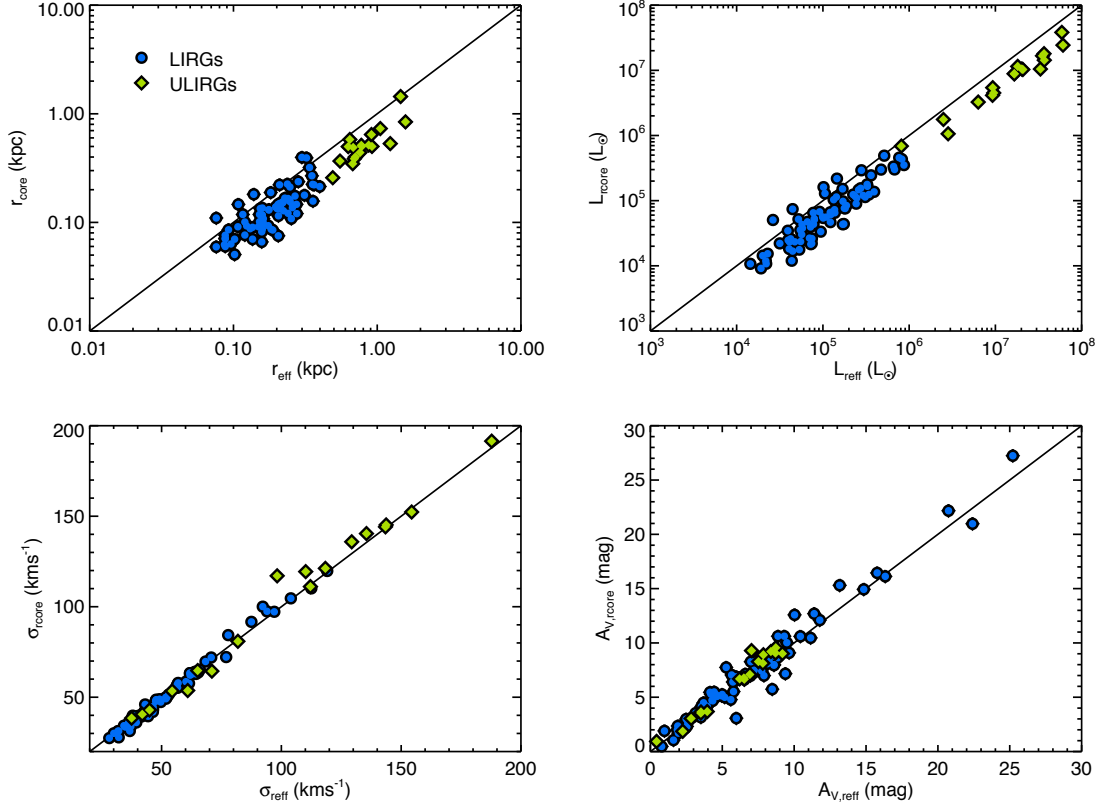 10.00
1.00
0.10
0.01
r_core (kpc)
LIRGs
ULIRGs
0.01 0.10 1.00 10.00
r_eff (kpc)
10^8
10^7
10^6
10^5
10^4
10^3
L_rcore (L_⊙)
10^3 10^4 10^5 10^6 10^7 10^8
L_reff (L_⊙)
200
150
100
50
σ_rcore (kms^-1)
50 100 150 200
σ_reff (kms^-1)
30
25
20
15
10
5
0
A_V,rcore (mag)
0 5 10 15 20 25 30
A_V,reff (mag)